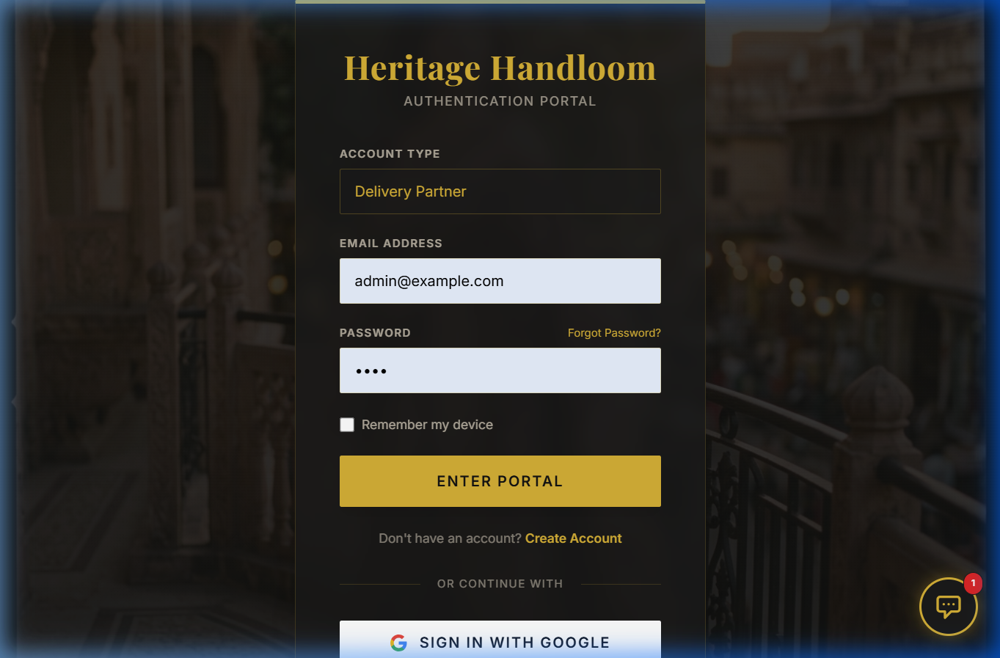 Heritage Handloom
AUTHENTICATION PORTAL
ACCOUNT TYPE
Delivery Partner
EMAIL ADDRESS
admin@example.com
PASSWORD Forgot Password?
••••
Remember my device
ENTER PORTAL
Don't have an account? Create Account
OR CONTINUE WITH
SIGN IN WITH GOOGLE
1